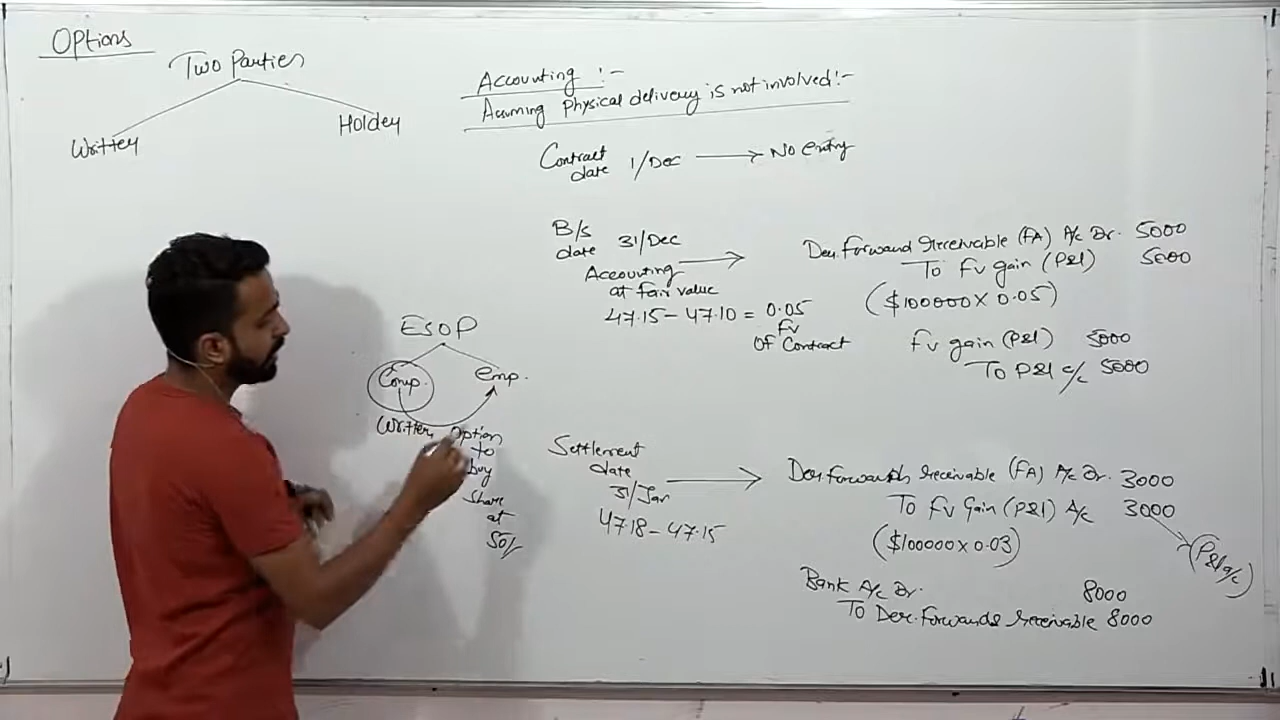 Options
Two Parties
Writer
Holder
ESOP
Comp.
emp.
Writer
Option
to
buy
Share
at
50/-
Accounting :-
Assuming Physical delivery is not involved :-
Contract
date
1/Dec → No entry
B/s
date 31/Dec →
Accounting
at fair value
47.15 - 47.10 = 0.05
FV
Of Contract
Der. Forward receivable (FA) A/c Dr. 5000
To FV gain (P&L) 5000
($100000 x 0.05)
FV gain (P&L) 5000
To P&L a/c 5000
Settlement
date →
31/Jan
47.18 - 47.15
Der. Forwards receivable (FA) A/c Dr. 3000
To FV Gain (P&L) A/c 3000
(P&L a/c)
($100000 x 0.03)
Bank A/c Dr. 8000
To Der. Forwards receivable 8000